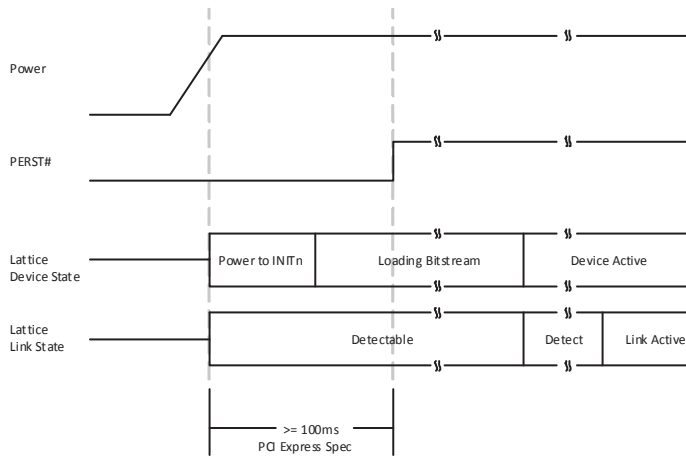 Power
PERST#
Lattice
Device State
Power to INITn
Loading Bitstream
Device Active
Lattice
Link State
Detectable
Detect
Link Active
>= 100ms
PCI Express Spec